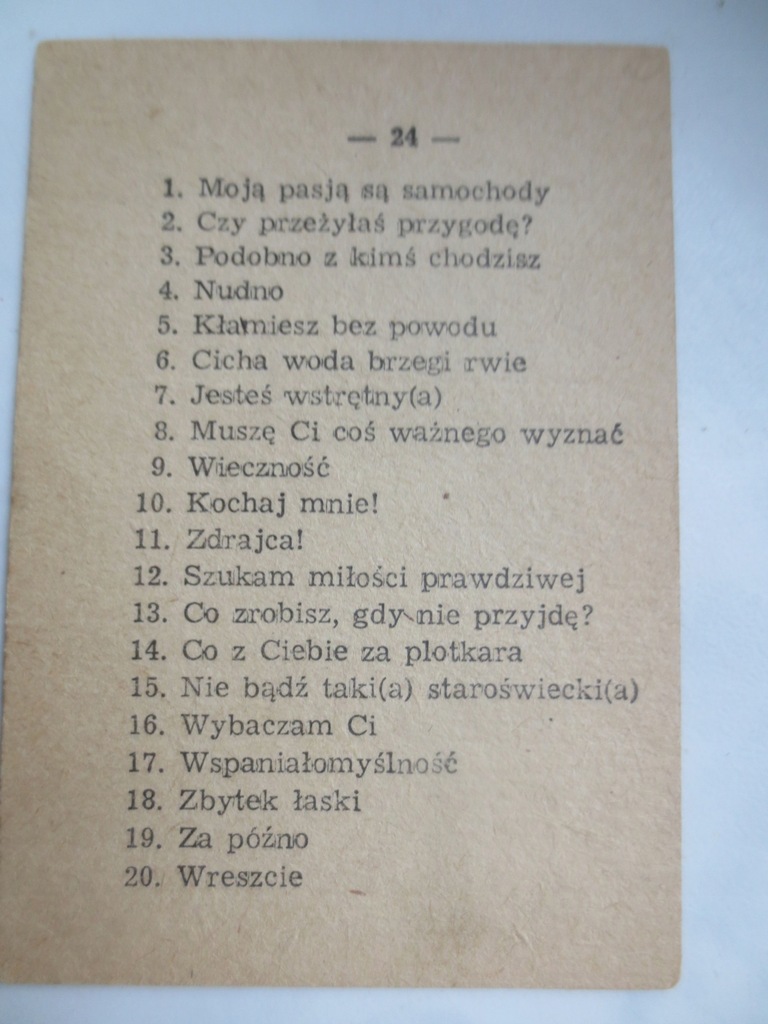 — 24 —
1. Moją pasją są samochody
2. Czy przeżyłaś przygodę?
3. Podobno z kimś chodzisz
4. Nudno
5. Kłamiesz bez powodu
6. Cicha woda brzegi rwie
7. Jesteś wstrętny(a)
8. Muszę Ci coś ważnego wyznać
9. Wieczność
10. Kochaj mnie!
11. Zdrajca!
12. Szukam miłości prawdziwej
13. Co zrobisz, gdy nie przyjdę?
14. Co z Ciebie za plotkara
15. Nie bądź taki(a) staroświecki(a)
16. Wybaczam Ci
17. Wspaniałomyślność
18. Zbytek łaski
19. Za późno
20. Wreszcie